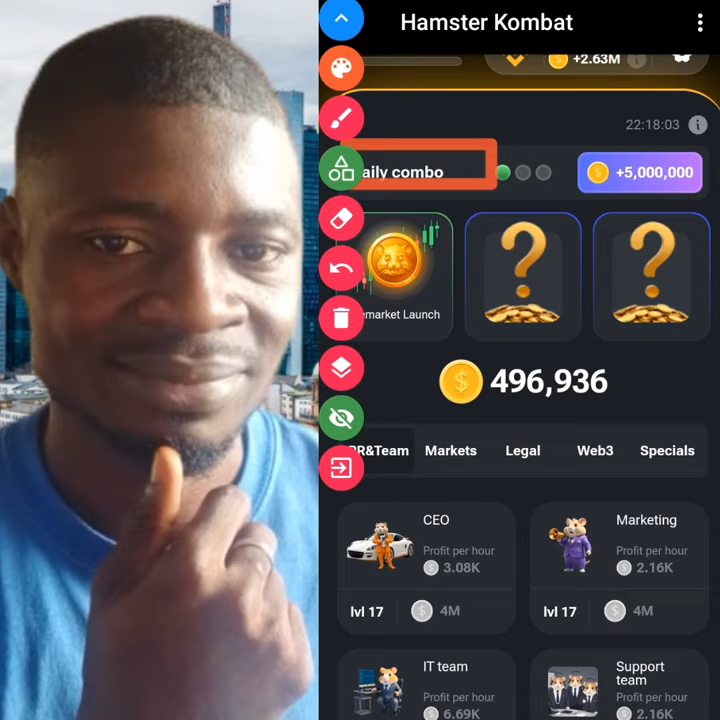 Hamster Kombat
+2.63M
22:18:03
aily combo
+5,000,000
emarket Launch
496,936
PR&Team
Markets
Legal
Web3
Specials
CEO
Profit per hour
3.08K
lvl 17
4M
Marketing
Profit per hour
2.16K
lvl 17
4M
IT team
Profit per hour
6.69K
Support
team
Profit per hour
2.16K